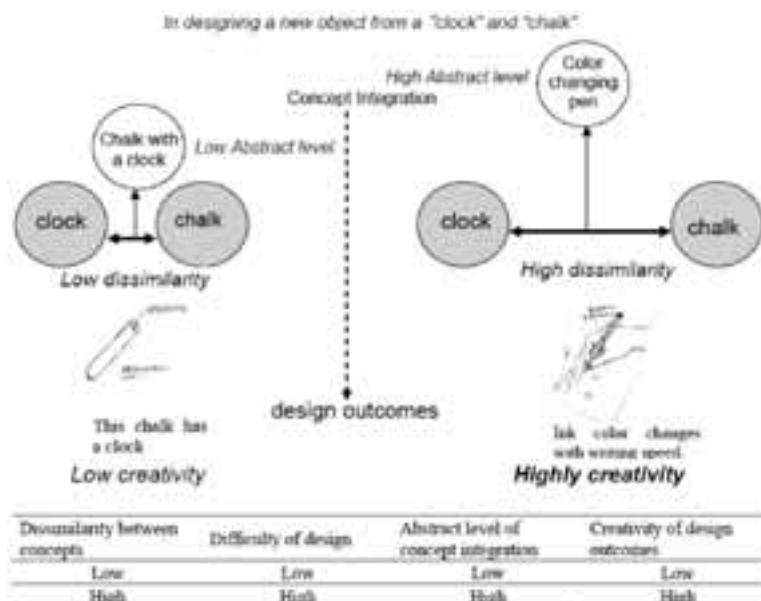 In designing a new object from a "clock" and "chalk"
High Abstract level
Concept Integration
Color
changing
pen
Chalk with
a clock
Low Abstract level
clock
chalk
clock
chalk
Low dissimilarity
High dissimilarity
design outcomes
This chalk has
a clock
Ink color changes
with writing speed.
Low creativity
Highly creativity
Dissimilarity between
concepts
Difficulty of design
Abstract level of
concept integration
Creativity of design
outcomes
Low Low Low Low
High High High High